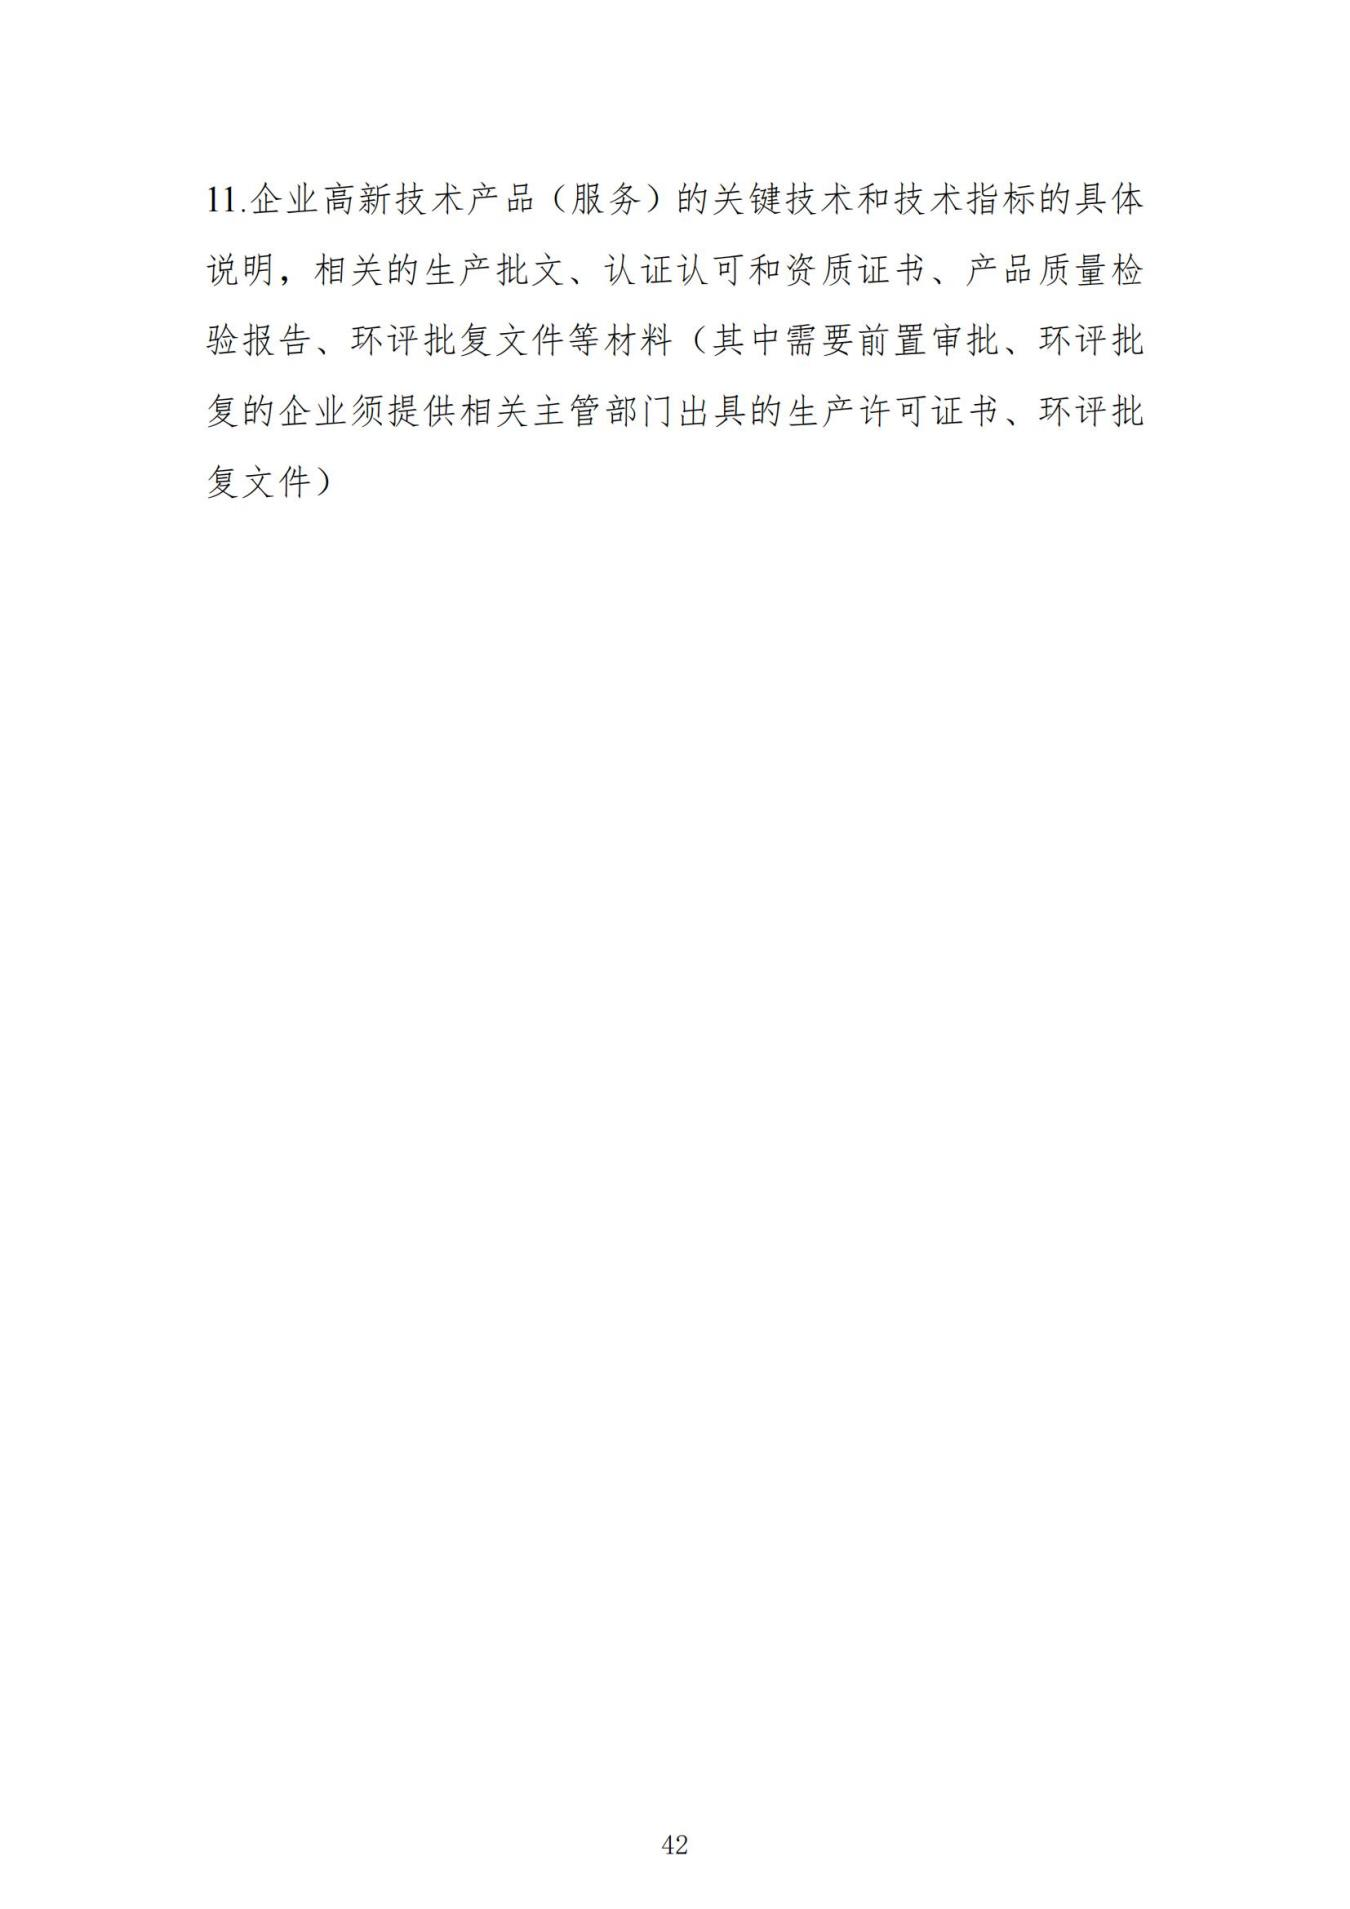 11.企业高新技术产品（服务）的关键技术和技术指标的具体
说明，相关的生产批文、认证认可和资质证书、产品质量检
验报告、环评批复文件等材料（其中需要前置审批、环评批
复的企业须提供相关主管部门出具的生产许可证书、环评批
复文件）
42